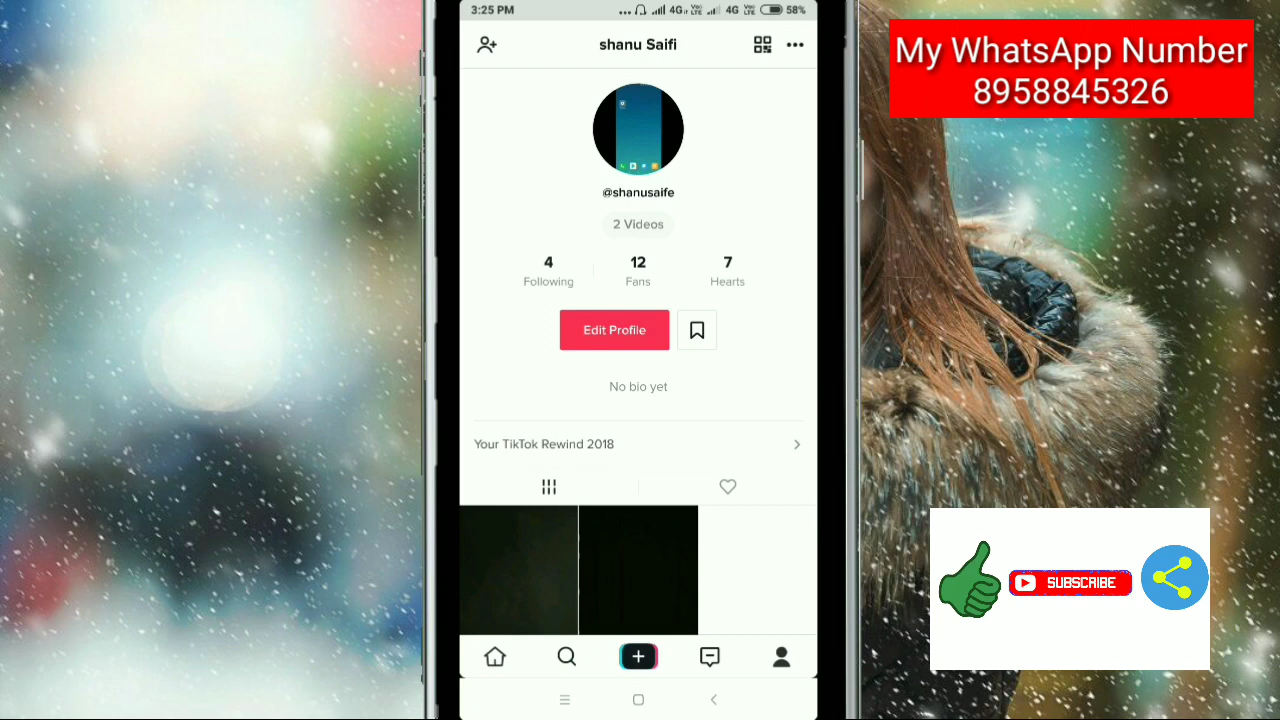 3:25 PM
4G
4G
58%
shanu Saifi
@shanusaife
2 Videos
4
Following
12
Fans
7
Hearts
Edit Profile
No bio yet
Your TikTok Rewind 2018
My WhatsApp Number
8958845326
SUBSCRIBE